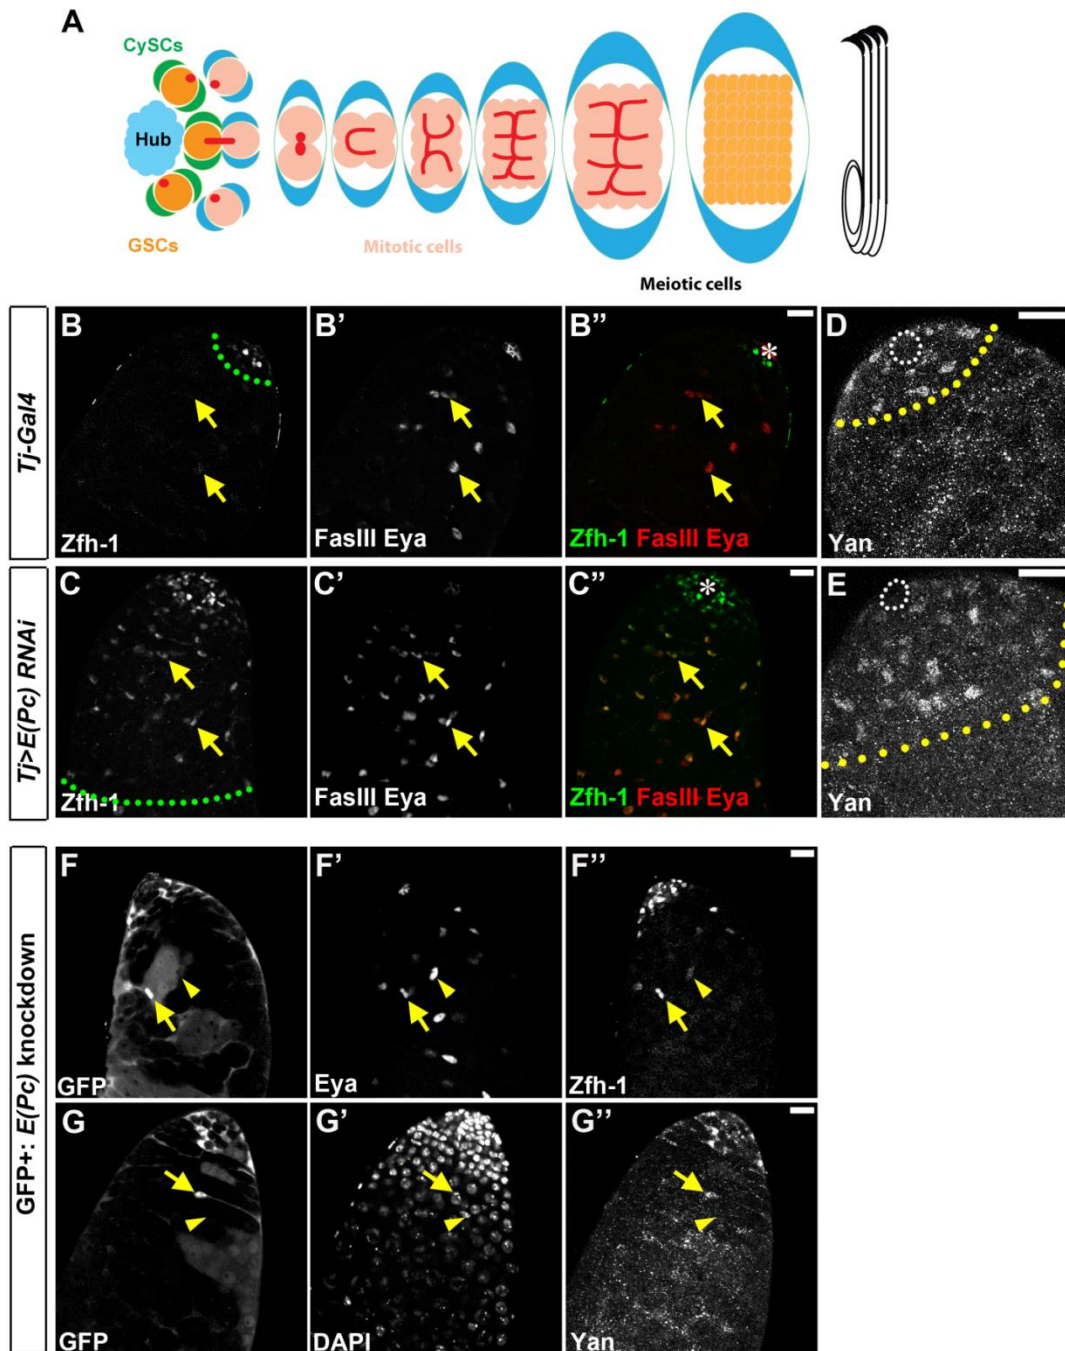 A
CySCs
Hub
GSCs
Mitotic cells
Meiotic cells
Tj-Gal4
B
Zfh-1
B’
FasIII Eya
B’’
*
Zfh-1 FasIII Eya
D
Yan
Tj>E(Pc) RNAi
C
Zfh-1
C’
FasIII Eya
C’’
*
Zfh-1 FasIII Eya
E
Yan
GFP+: E(Pc) knockdown
F
GFP
F’
Eya
F’’
Zfh-1
G
GFP
G’
DAPI
G’’
Yan